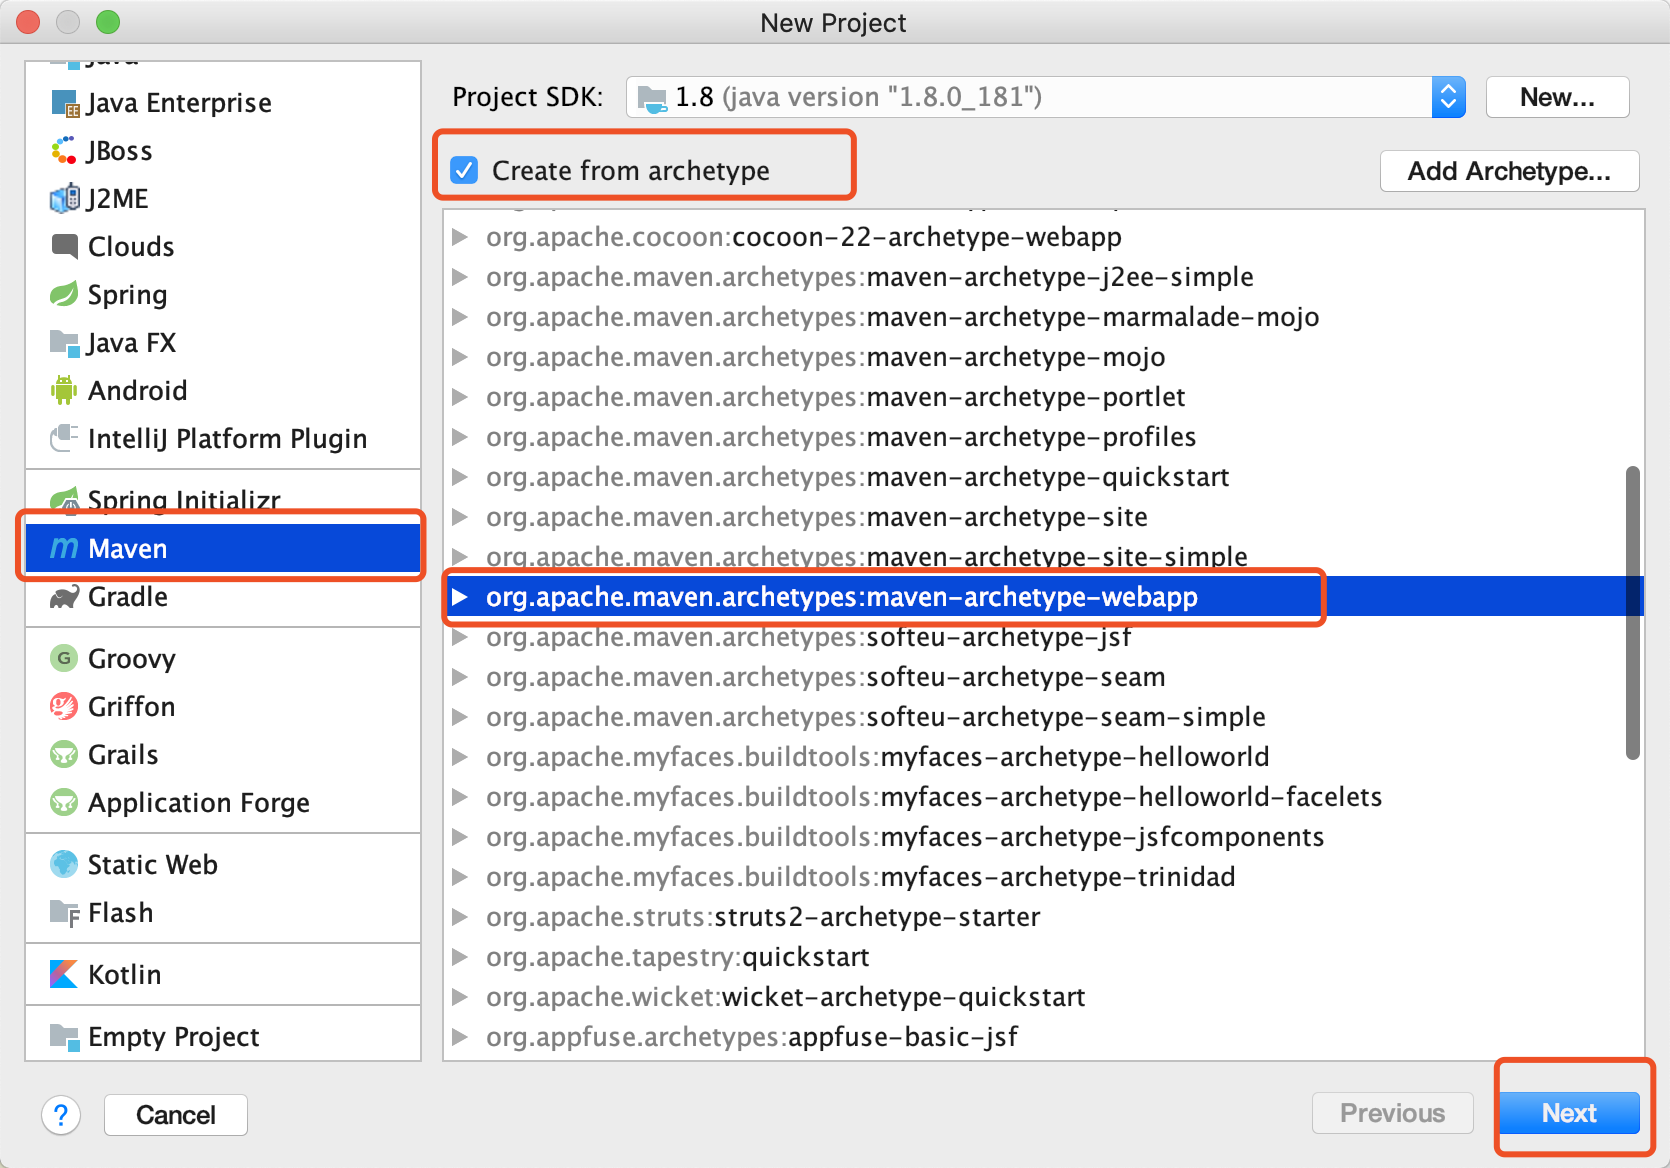 New Project
Java
Java Enterprise
JBoss
J2ME
Clouds
Spring
Java FX
Android
IntelliJ Platform Plugin
Spring Initializr
Maven
Gradle
Groovy
Griffon
Grails
Application Forge
Static Web
Flash
Kotlin
Empty Project
Project SDK: 1.8 (java version "1.8.0_181") New...
Create from archetype Add Archetype...
org.apache.cocoon:cocoon-22-archetype-webapp
org.apache.maven.archetypes:maven-archetype-j2ee-simple
org.apache.maven.archetypes:maven-archetype-marmalade-mojo
org.apache.maven.archetypes:maven-archetype-mojo
org.apache.maven.archetypes:maven-archetype-portlet
org.apache.maven.archetypes:maven-archetype-profiles
org.apache.maven.archetypes:maven-archetype-quickstart
org.apache.maven.archetypes:maven-archetype-site
org.apache.maven.archetypes:maven-archetype-site-simple
org.apache.maven.archetypes:maven-archetype-webapp
org.apache.maven.archetypes:softeu-archetype-jsf
org.apache.maven.archetypes:softeu-archetype-seam
org.apache.maven.archetypes:softeu-archetype-seam-simple
org.apache.myfaces.buildtools:myfaces-archetype-helloworld
org.apache.myfaces.buildtools:myfaces-archetype-helloworld-facelets
org.apache.myfaces.buildtools:myfaces-archetype-jsfcomponents
org.apache.myfaces.buildtools:myfaces-archetype-trinidad
org.apache.struts:struts2-archetype-starter
org.apache.tapestry:quickstart
org.apache.wicket:wicket-archetype-quickstart
org.appfuse.archetypes:appfuse-basic-jsf
? Cancel Previous Next